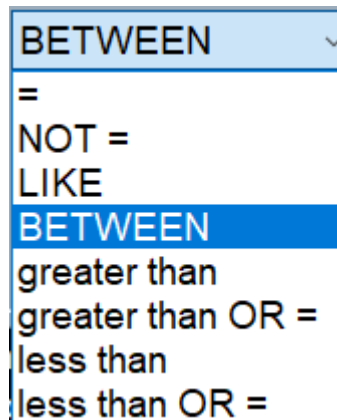 BETWEEN
=
NOT =
LIKE
BETWEEN
greater than
greater than OR =
less than
less than OR =